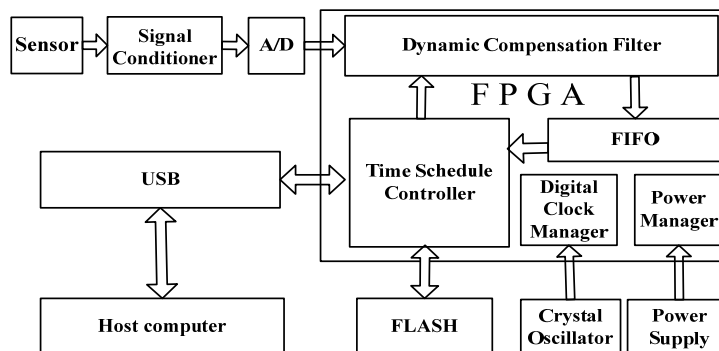 Sensor
Signal
Conditioner
A/D
Dynamic Compensation Filter
F P G A
FIFO
USB
Time Schedule
Controller
Digital
Clock
Manager
Power
Manager
Host computer
FLASH
Crystal
Oscillator
Power
Supply